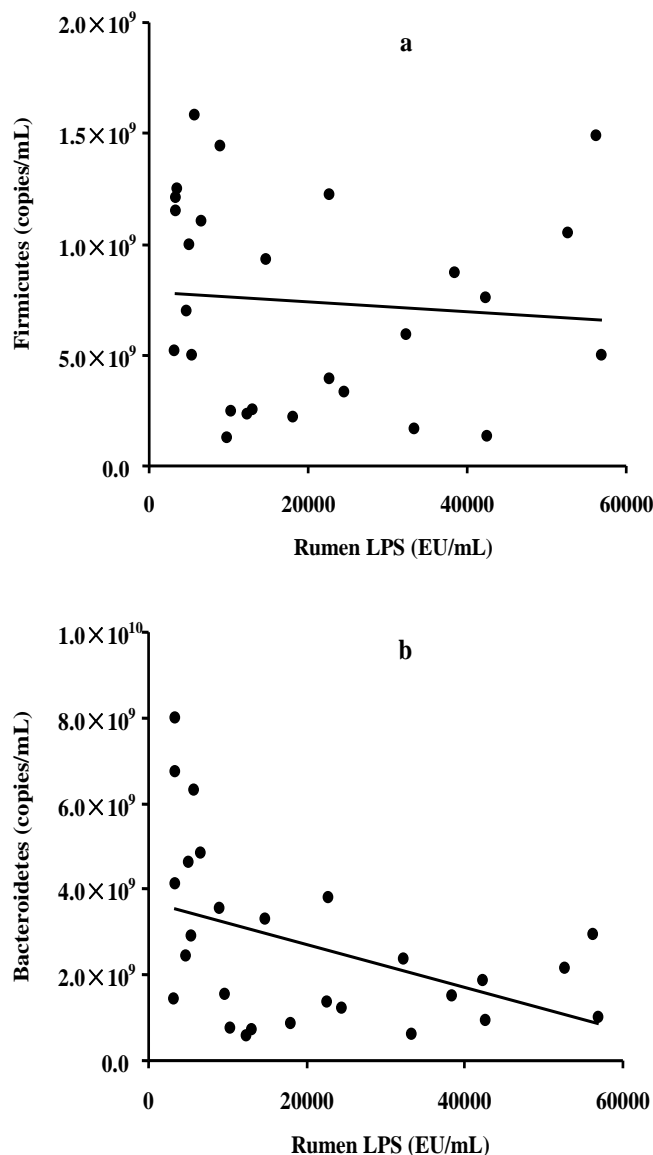 a
2.0×10⁹
1.5×10⁹
1.0×10⁹
5.0×10⁹
0.0
Firmicutes (copies/mL)
0 20000 40000 60000
Rumen LPS (EU/mL)
b
1.0×10¹⁰
8.0×10⁹
6.0×10⁹
4.0×10⁹
2.0×10⁹
0.0
Bacteroidetes (copies/mL)
0 20000 40000 60000
Rumen LPS (EU/mL)